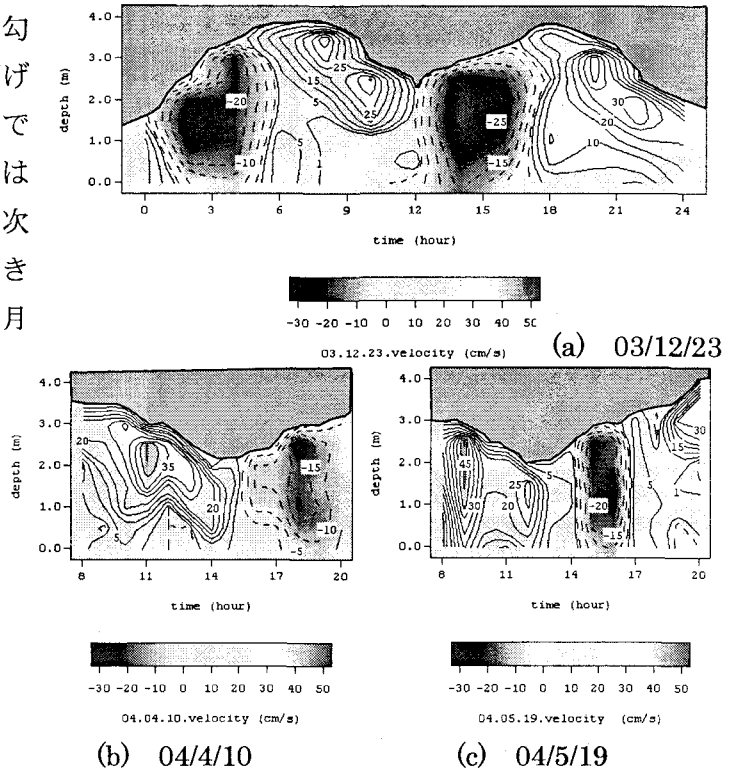 勾
げ
で
は
次
き
月
depth (m)
4.0
3.0
2.0
1.0
0.0
-20
-10
5
1
-15
-25
5
25
-25
-15
30
20
10
0 3 6 9 12 15 18 21 24
time (hour)
-30 -20 -10 0 10 20 30 40 50
03.12.23.velocity (cm/s)
(a) 03/12/23
depth (m)
4.0
3.0
2.0
1.0
0.0
20
35
20
5
-15
-10
-5
8 11 14 17 20
time (hour)
-30 -20 -10 0 10 20 30 40 50
04.04.10.velocity (cm/s)
(b) 04/4/10
depth (m)
4.0
3.0
2.0
1.0
0.0
45
30
25
20
5
-20
-15
5
1
15
30
8 11 14 17 20
time (hour)
-30 -20 -10 0 10 20 30 40 50
04.05.19.velocity (cm/s)
(c) 04/5/19